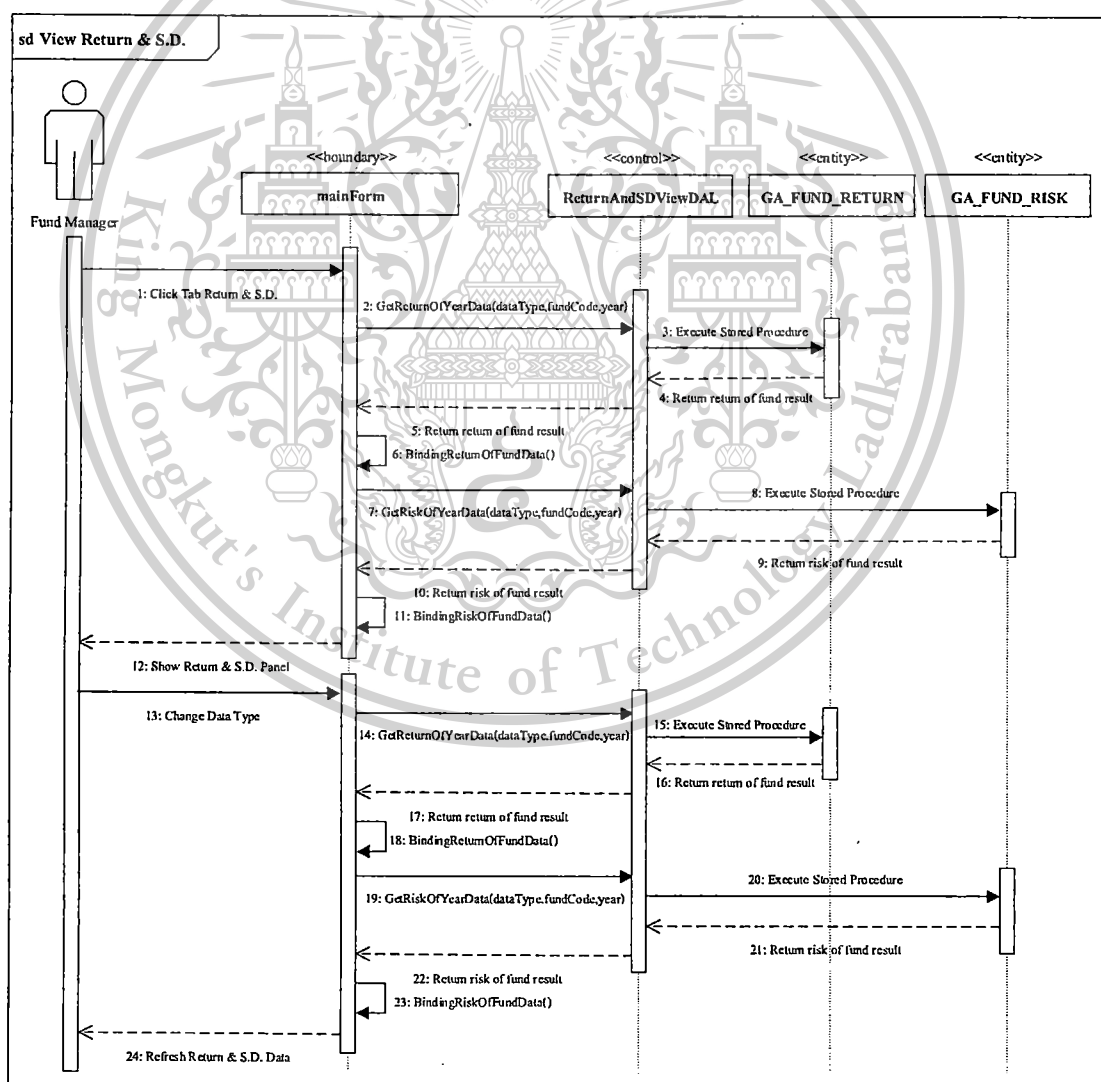 sd View Return & S.D.
<<boundary>>
<<control>>
<<entity>>
<<entity>>
mainForm
ReturnAndSDViewDAL
GA_FUND_RETURN
GA_FUND_RISK
Fund Manager
1: Click Tab Return & S.D.
2: GetReturnOfYearData(dataType,fundCode,year)
3: Execute Stored Procedure
4: Return return of fund result
5: Return return of fund result
6: BindingReturnOfFundData()
7: GetRiskOfYearData(dataType,fundCode,year)
8: Execute Stored Procedure
9: Return risk of fund result
10: Return risk of fund result
11: BindingRiskOfFundData()
12: Show Return & S.D. Panel
13: Change Data Type
14: GetReturnOfYearData(dataType,fundCode,year)
15: Execute Stored Procedure
16: Return return of fund result
17: Return return of fund result
18: BindingReturnOfFundData()
19: GetRiskOfYearData(dataType,fundCode,year)
20: Execute Stored Procedure
21: Return risk of fund result
22: Return risk of fund result
23: BindingRiskOfFundData()
24: Refresh Return & S.D. Data
King Mongkut's Institute of Technology Ladkrabang